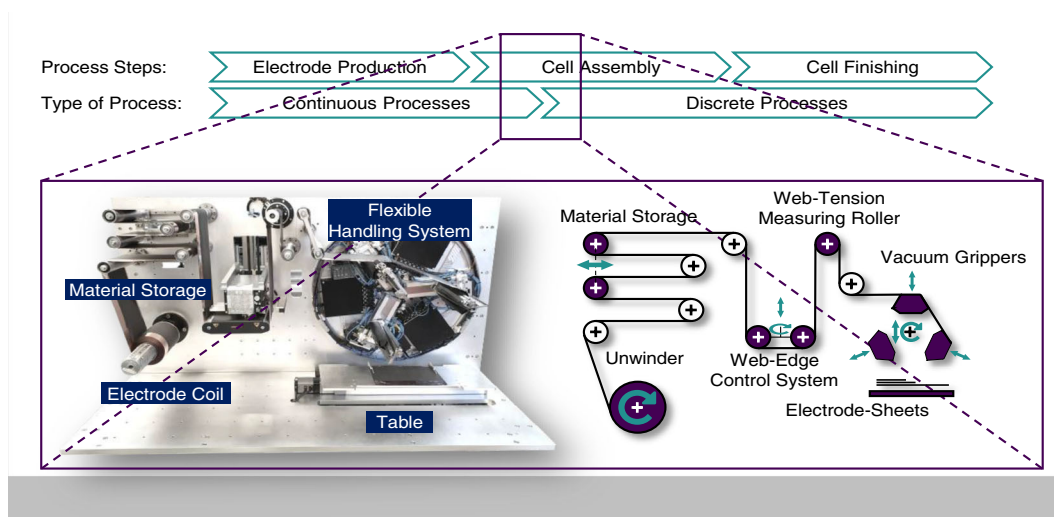 Process Steps:
Electrode Production
Cell Assembly
Cell Finishing
Type of Process:
Continuous Processes
Discrete Processes
Flexible
Handling System
Material Storage
Electrode Coil
Table
Material Storage
Web-Tension
Measuring Roller
Vacuum Grippers
Unwinder
Web-Edge
Control System
Electrode-Sheets